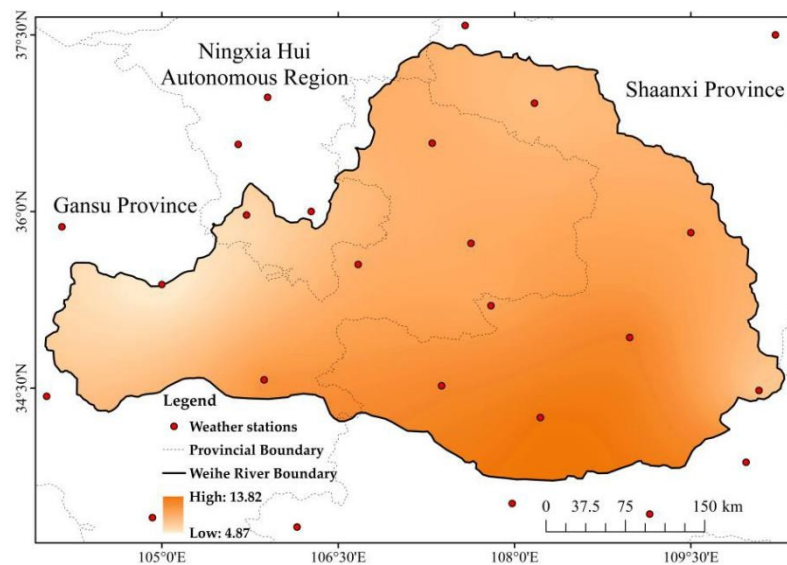 37°30'N
Ningxia Hui
Autonomous Region
Shaanxi Province
36°0'N
Gansu Province
34°30'N
Legend
Weather stations
Provincial Boundary
Weihe River Boundary
High: 13.82
Low: 4.87
0 37.5 75 150 km
105°0'E 106°30'E 108°0'E 109°30'E